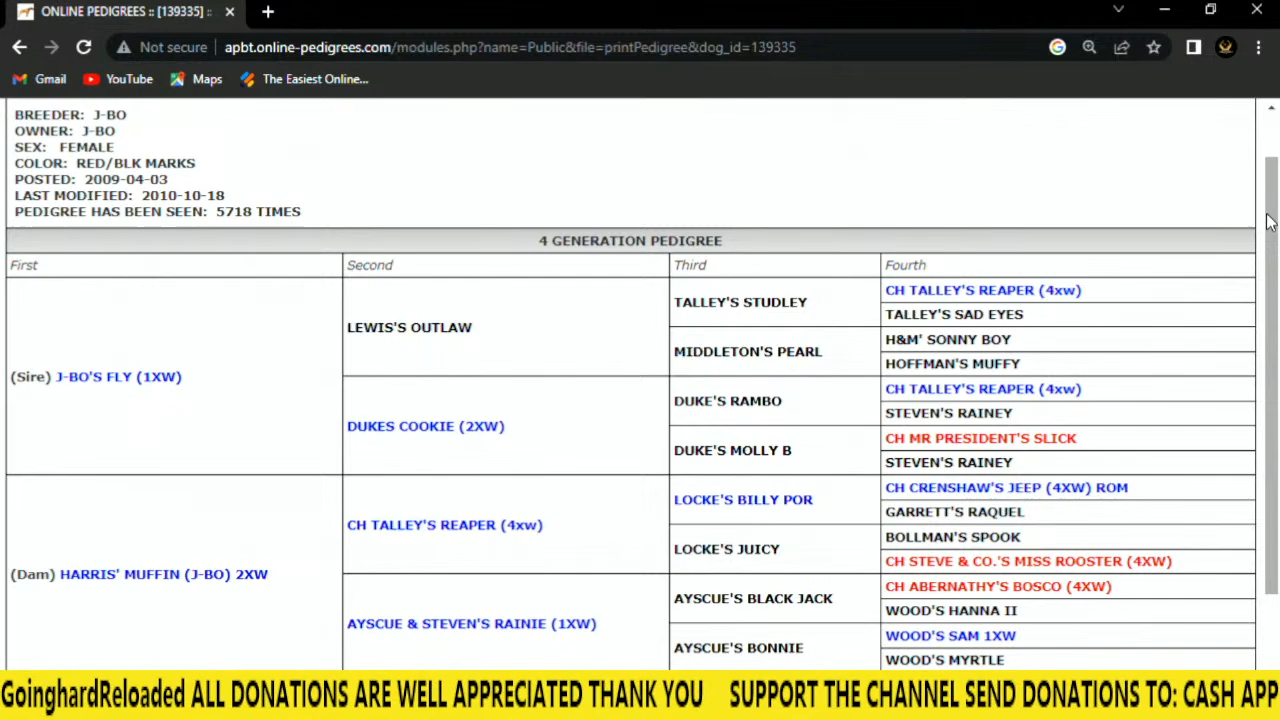 ONLINE PEDIGREES :: [139335] ::
Not secure apbt.online-pedigrees.com/modules.php?name=Public&file=printPedigree&dog_id=139335
Gmail YouTube Maps The Easiest Online...
BREEDER: J-BO
OWNER: J-BO
SEX: FEMALE
COLOR: RED/BLK MARKS
POSTED: 2009-04-03
LAST MODIFIED: 2010-10-18
PEDIGREE HAS BEEN SEEN: 5718 TIMES
4 GENERATION PEDIGREE
First Second Third Fourth
(Sire) J-BO'S FLY (1XW)
LEWIS'S OUTLAW
TALLEY'S STUDLEY
CH TALLEY'S REAPER (4xw)
TALLEY'S SAD EYES
MIDDLETON'S PEARL
H&M' SONNY BOY
HOFFMAN'S MUFFY
DUKES COOKIE (2XW)
DUKE'S RAMBO
CH TALLEY'S REAPER (4xw)
STEVEN'S RAINEY
DUKE'S MOLLY B
CH MR PRESIDENT'S SLICK
STEVEN'S RAINEY
(Dam) HARRIS' MUFFIN (J-BO) 2XW
CH TALLEY'S REAPER (4xw)
LOCKE'S BILLY POR
CH CRENSHAW'S JEEP (4XW) ROM
GARRETT'S RAQUEL
LOCKE'S JUICY
BOLLMAN'S SPOOK
CH STEVE & CO.'S MISS ROOSTER (4XW)
AYSCUE & STEVEN'S RAINIE (1XW)
AYSCUE'S BLACK JACK
CH ABERNATHY'S BOSCO (4XW)
WOOD'S HANNA II
AYSCUE'S BONNIE
WOOD'S SAM 1XW
WOOD'S MYRTLE
GoinghardReloaded ALL DONATIONS ARE WELL APPRECIATED THANK YOU SUPPORT THE CHANNEL SEND DONATIONS TO: CASH APP